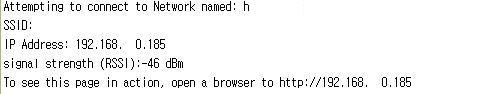 Attempting to connect to Network named: h
SSID:
IP Address: 192.168.  0.185
signal strength (RSSI):-46 dBm
To see this page in action, open a browser to http://192.168.  0.185